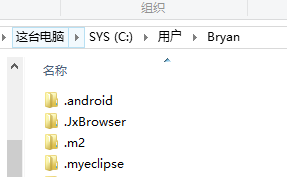 组织
这台电脑 SYS (C:) 用户 Bryan
名称
.android
.JxBrowser
.m2
.myeclipse